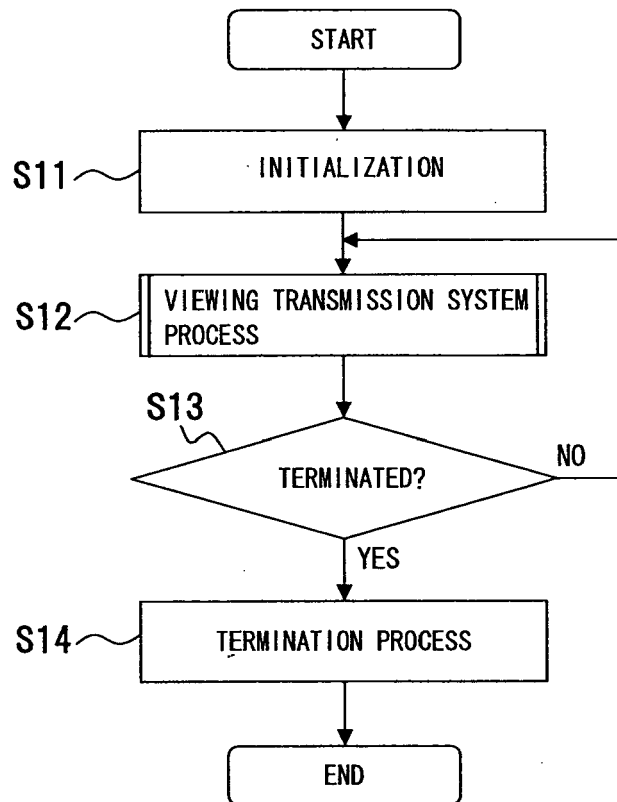 START
S11
INITIALIZATION
S12
VIEWING TRANSMISSION SYSTEM
PROCESS
S13
TERMINATED?
NO
YES
S14
TERMINATION PROCESS
END